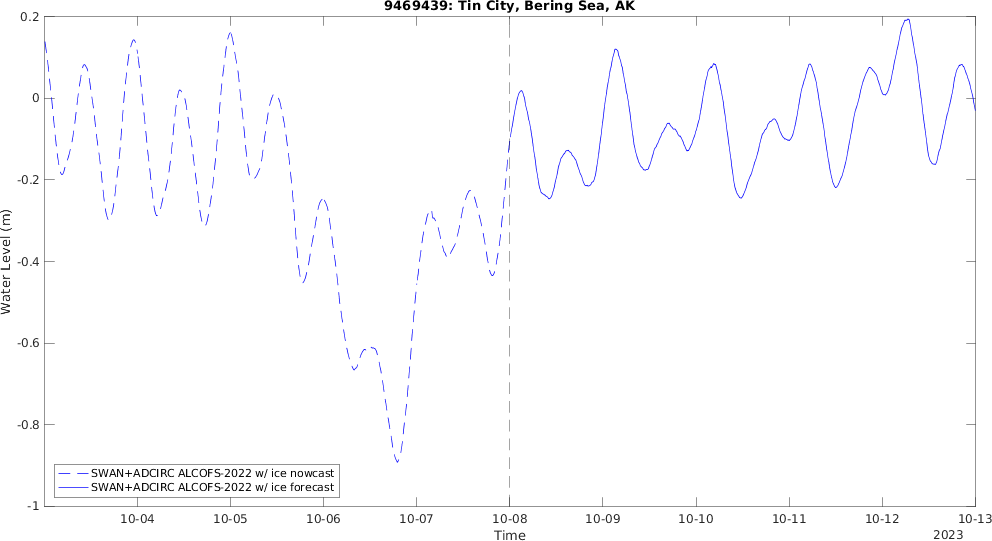 9469439: Tin City, Bering Sea, AK
0.2
0
-0.2
-0.4
-0.6
-0.8
-1
Water Level (m)
SWAN+ADCIRC ALCOFS-2022 w/ ice nowcast
SWAN+ADCIRC ALCOFS-2022 w/ ice forecast
10-04 10-05 10-06 10-07 10-08 10-09 10-10 10-11 10-12 10-13
Time
2023